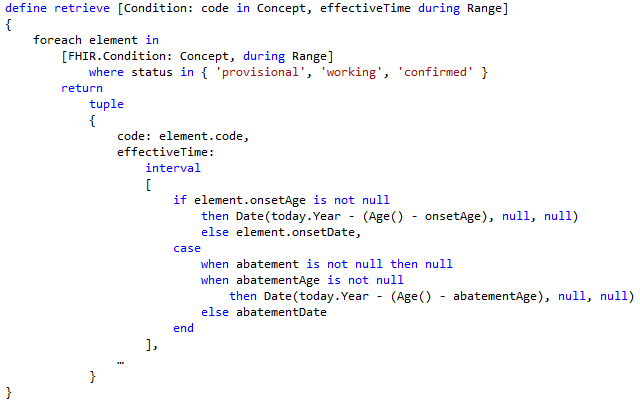 define retrieve [Condition: code in Concept, effectiveTime during Range]
{
    foreach element in
        [FHIR.Condition: Concept, during Range]
            where status in { 'provisional', 'working', 'confirmed' }
        return
            tuple
            {
                code: element.code,
                effectiveTime:
                    interval
                    [
                        if element.onsetAge is not null
                            then Date(today.Year - (Age() - onsetAge), null, null)
                            else element.onsetDate,
                        case
                            when abatement is not null then null
                            when abatementAge is not null
                                then Date(today.Year - (Age() - abatementAge), null, null)
                            else abatementDate
                        end
                    ],
                …
            }
}